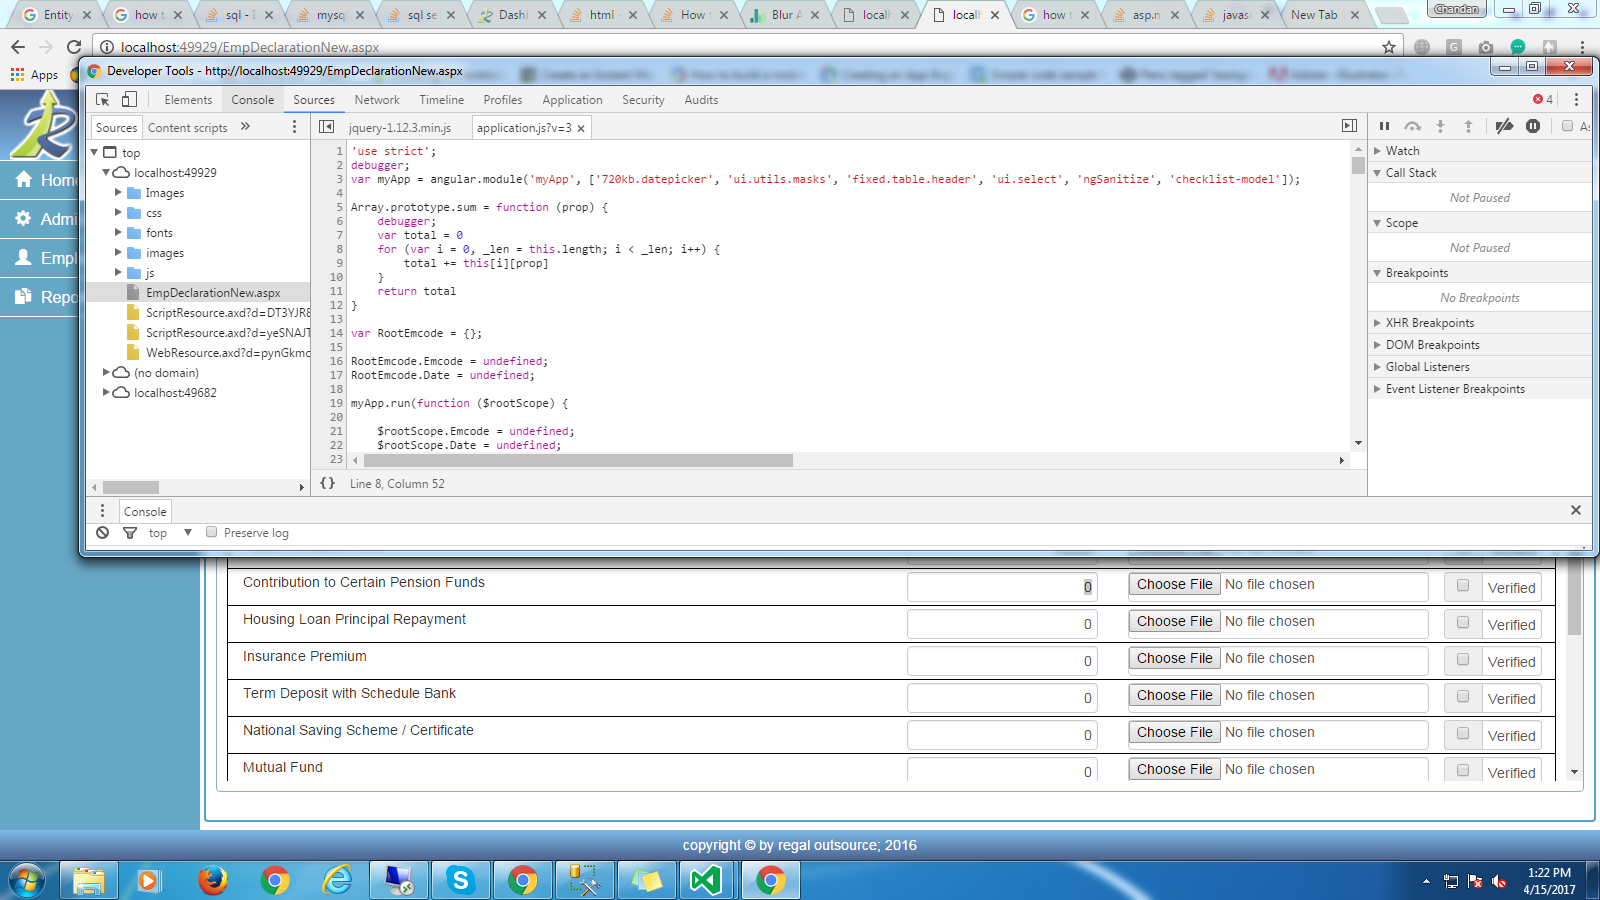 Entity
how t
sql - I
mysql
sql se
Dashl
html
How t
Blur A
local
local
how t
asp.n
javas
New Tab
Chandan
localhost:49929/EmpDeclarationNew.aspx
Apps
Developer Tools - http://localhost:49929/EmpDeclarationNew.aspx
Elements Console Sources Network Timeline Profiles Application Security Audits 4
Sources Content scripts » jquery-1.12.3.min.js application.js?v=3 As
top
localhost:49929
Images
css
fonts
images
js
EmpDeclarationNew.aspx
ScriptResource.axd?d=DT3YJR8
ScriptResource.axd?d=yeSNAJT
WebResource.axd?d=pynGkmc
(no domain)
localhost:49682
1 'use strict';
2 debugger;
3 var myApp = angular.module('myApp', ['720kb.datepicker', 'ui.utils.masks', 'fixed.table.header', 'ui.select', 'ngSanitize', 'checklist-model']);
4
5 Array.prototype.sum = function (prop) {
6 debugger;
7 var total = 0
8 for (var i = 0, _len = this.length; i < _len; i++) {
9 total += this[i][prop]
10 }
11 return total
12 }
13
14 var RootEmcode = {};
15
16 RootEmcode.Emcode = undefined;
17 RootEmcode.Date = undefined;
18
19 myApp.run(function ($rootScope) {
20
21 $rootScope.Emcode = undefined;
22 $rootScope.Date = undefined;
23
{} Line 8, Column 52
Watch
Call Stack
Not Paused
Scope
Not Paused
Breakpoints
No Breakpoints
XHR Breakpoints
DOM Breakpoints
Global Listeners
Event Listener Breakpoints
Console
top Preserve log
Home
Admi
Empl
Repo
Contribution to Certain Pension Funds 0 Choose File No file chosen Verified
Housing Loan Principal Repayment 0 Choose File No file chosen Verified
Insurance Premium 0 Choose File No file chosen Verified
Term Deposit with Schedule Bank 0 Choose File No file chosen Verified
National Saving Scheme / Certificate 0 Choose File No file chosen Verified
Mutual Fund 0 Choose File No file chosen Verified
copyright © by regal outsource; 2016
1:22 PM
4/15/2017